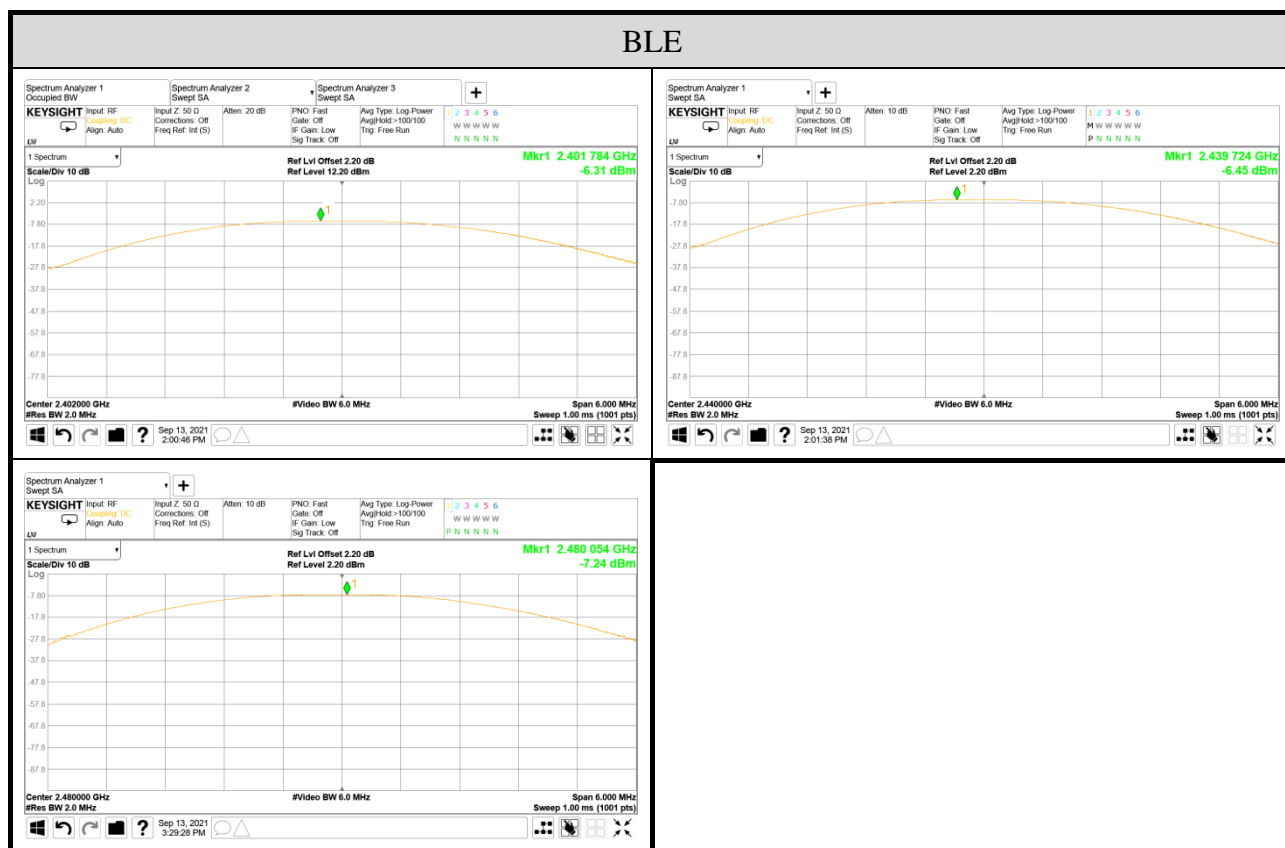 BLE
Spectrum Analyzer 1
Occupied BW
Spectrum Analyzer 2
Swept SA
Spectrum Analyzer 3
Swept SA
KEYSIGHT
Input: RF
Coupling: DC
Align: Auto
Input Z: 50 Ω
Corrections: Off
Freq Ref: Int (S)
Atten: 20 dB
PNO: Fast
Gate: Off
IF Gain: Low
Sig Track: Off
Avg Type: Log-Power
Avg|Hold:>100/100
Trig: Free Run
1 2 3 4 5 6
W W W W W
N N N N N
LXI
1 Spectrum
Scale/Div 10 dB
Log
Ref Lvl Offset 2.20 dB
Ref Level 12.20 dBm
Mkr1 2.401 784 GHz
-6.31 dBm
1
2.20
-7.80
-17.8
-27.8
-37.8
-47.8
-57.8
-67.8
-77.8
Center 2.402000 GHz
#Res BW 2.0 MHz
#Video BW 6.0 MHz
Span 6.000 MHz
Sweep 1.00 ms (1001 pts)
Sep 13, 2021
2:00:46 PM
Spectrum Analyzer 1
Swept SA
KEYSIGHT
Input: RF
Coupling: DC
Align: Auto
Input Z: 50 Ω
Corrections: Off
Freq Ref: Int (S)
Atten: 10 dB
PNO: Fast
Gate: Off
IF Gain: Low
Sig Track: Off
Avg Type: Log-Power
Avg|Hold:>100/100
Trig: Free Run
1 2 3 4 5 6
M W W W W W
P N N N N N
LXI
1 Spectrum
Scale/Div 10 dB
Log
Ref Lvl Offset 2.20 dB
Ref Level 2.20 dBm
Mkr1 2.439 724 GHz
-6.45 dBm
1
-7.80
-17.8
-27.8
-37.8
-47.8
-57.8
-67.8
-77.8
-87.8
Center 2.440000 GHz
#Res BW 2.0 MHz
#Video BW 6.0 MHz
Span 6.000 MHz
Sweep 1.00 ms (1001 pts)
Sep 13, 2021
2:01:38 PM
Spectrum Analyzer 1
Swept SA
KEYSIGHT
Input: RF
Coupling: DC
Align: Auto
Input Z: 50 Ω
Corrections: Off
Freq Ref: Int (S)
Atten: 10 dB
PNO: Fast
Gate: Off
IF Gain: Low
Sig Track: Off
Avg Type: Log-Power
Avg|Hold:>100/100
Trig: Free Run
1 2 3 4 5 6
W W W W W
P N N N N N
LXI
1 Spectrum
Scale/Div 10 dB
Log
Ref Lvl Offset 2.20 dB
Ref Level 2.20 dBm
Mkr1 2.480 054 GHz
-7.24 dBm
1
-7.80
-17.8
-27.8
-37.8
-47.8
-57.8
-67.8
-77.8
-87.8
Center 2.480000 GHz
#Res BW 2.0 MHz
#Video BW 6.0 MHz
Span 6.000 MHz
Sweep 1.00 ms (1001 pts)
Sep 13, 2021
3:29:28 PM